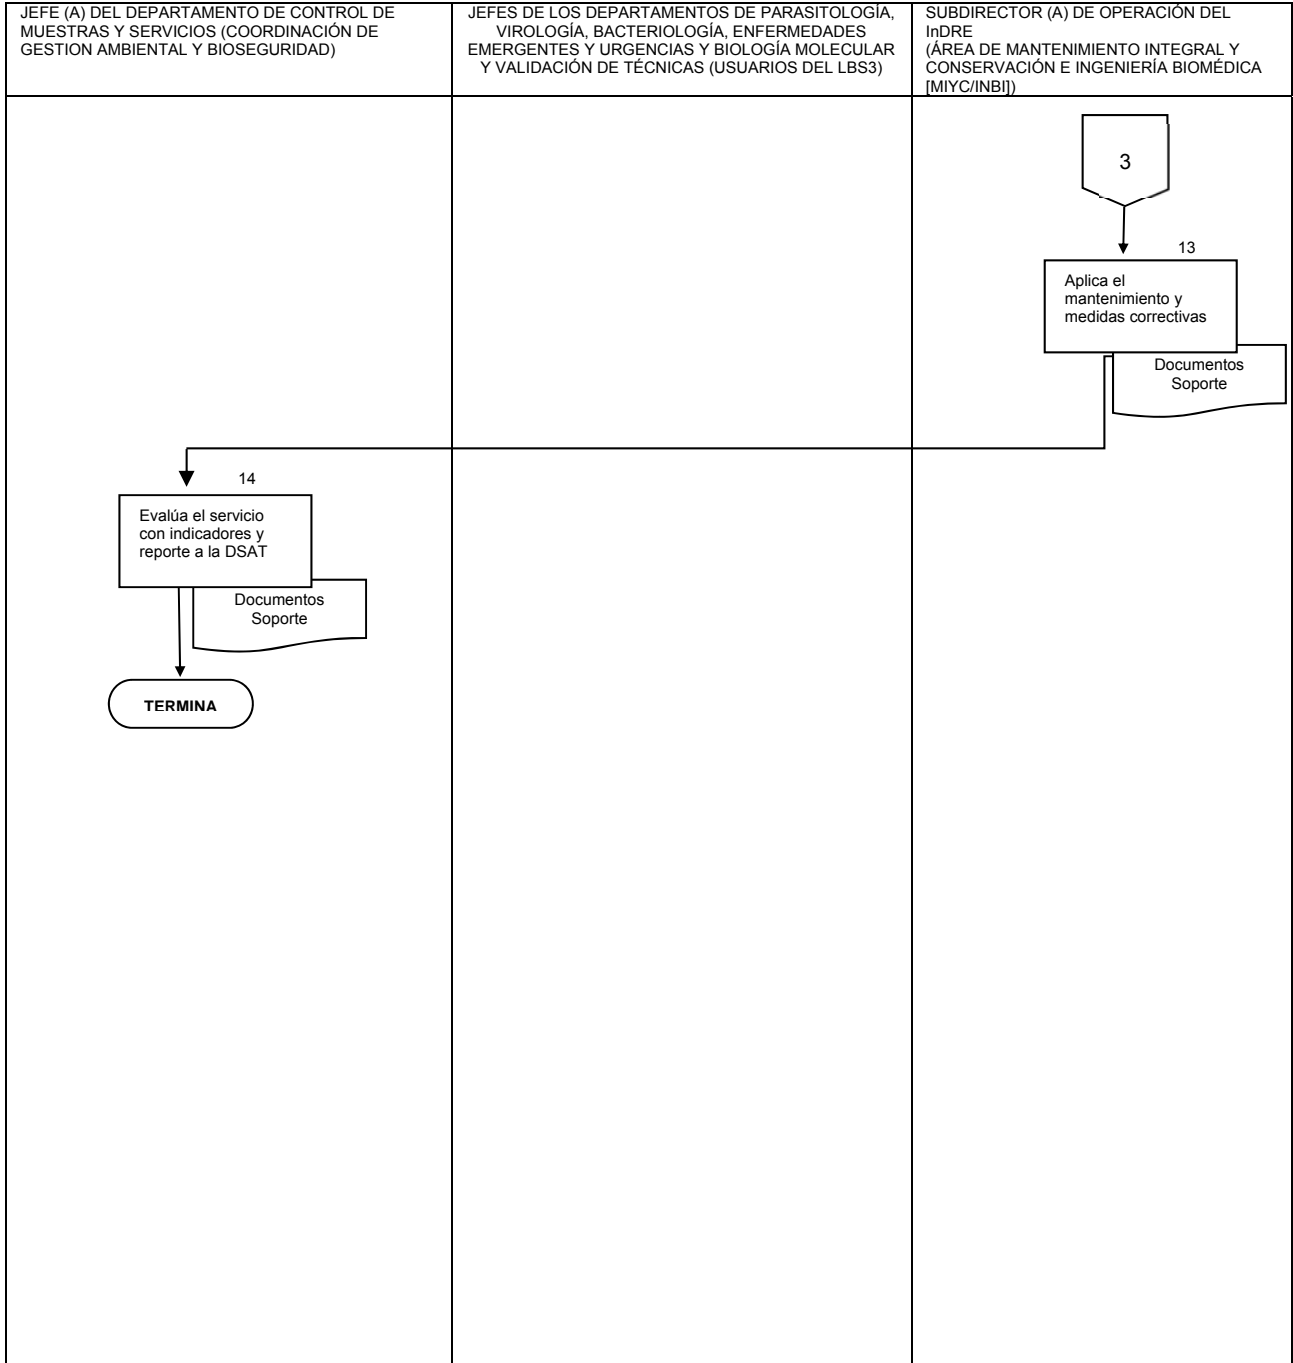 JEFE (A) DEL DEPARTAMENTO DE CONTROL DE
MUESTRAS Y SERVICIOS (COORDINACIÓN DE
GESTION AMBIENTAL Y BIOSEGURIDAD)
JEFES DE LOS DEPARTAMENTOS DE PARASITOLOGÍA,
VIROLOGÍA, BACTERIOLOGÍA, ENFERMEDADES
EMERGENTES Y URGENCIAS Y BIOLOGÍA MOLECULAR
Y VALIDACIÓN DE TÉCNICAS (USUARIOS DEL LBS3)
SUBDIRECTOR (A) DE OPERACIÓN DEL
InDRE
(ÁREA DE MANTENIMIENTO INTEGRAL Y
CONSERVACIÓN E INGENIERÍA BIOMÉDICA
[MIYC/INBI])
3
13
Aplica el
mantenimiento y
medidas correctivas
Documentos
Soporte
14
Evalúa el servicio
con indicadores y
reporte a la DSAT
Documentos
Soporte
TERMINA